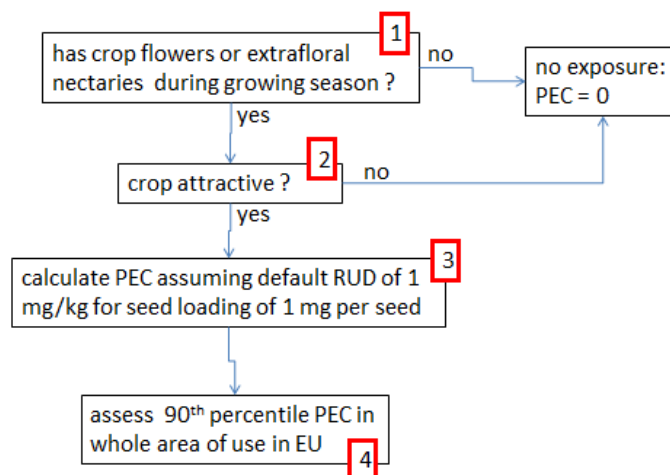 1
has crop flowers or extrafloral
nectaries during growing season ?
no
no exposure:
PEC = 0
yes
2
crop attractive ?
no
yes
3
calculate PEC assuming default RUD of 1
mg/kg for seed loading of 1 mg per seed
assess 90th percentile PEC in
whole area of use in EU
4